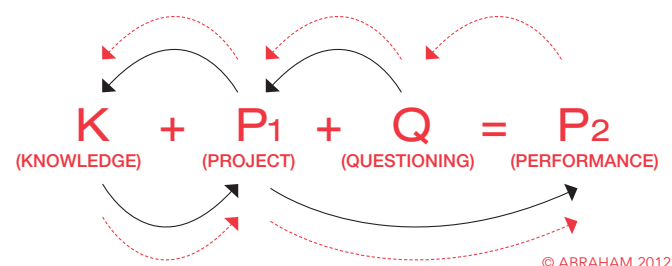 K + P1 + Q = P2
(KNOWLEDGE) (PROJECT) (QUESTIONING) (PERFORMANCE)
© ABRAHAM 2012